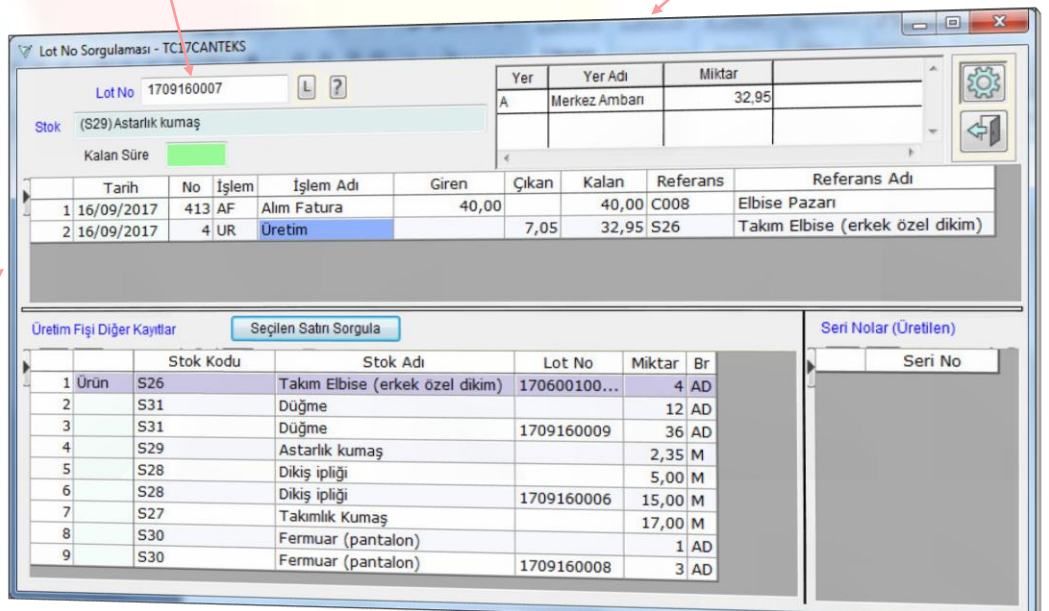 Lot No Sorgulaması - TC17CANTEKS
Lot No 1709160007 L ?
Stok (S29) Astarlık kumaş
Kalan Süre
Yer Yer Adı Miktar
A Merkez Ambarı 32,95
Tarih No İşlem İşlem Adı Giren Çıkan Kalan Referans Referans Adı
1 16/09/2017 413 AF Alım Fatura 40,00 40,00 C008 Elbise Pazarı
2 16/09/2017 4 UR Üretim 7,05 32,95 S26 Takım Elbise (erkek özel dikim)
Üretim Fişi Diğer Kayıtlar Seçilen Satırı Sorgula
Stok Kodu Stok Adı Lot No Miktar Br
1 Ürün S26 Takım Elbise (erkek özel dikim) 170600100... 4 AD
2 S31 Düğme 12 AD
3 S31 Düğme 1709160009 36 AD
4 S29 Astarlık kumaş 2,35 M
5 S28 Dikiş ipliği 5,00 M
6 S28 Dikiş ipliği 1709160006 15,00 M
7 S27 Takımlık Kumaş 17,00 M
8 S30 Fermuar (pantalon) 1 AD
9 S30 Fermuar (pantalon) 1709160008 3 AD
Seri Nolar (Üretilen)
Seri No